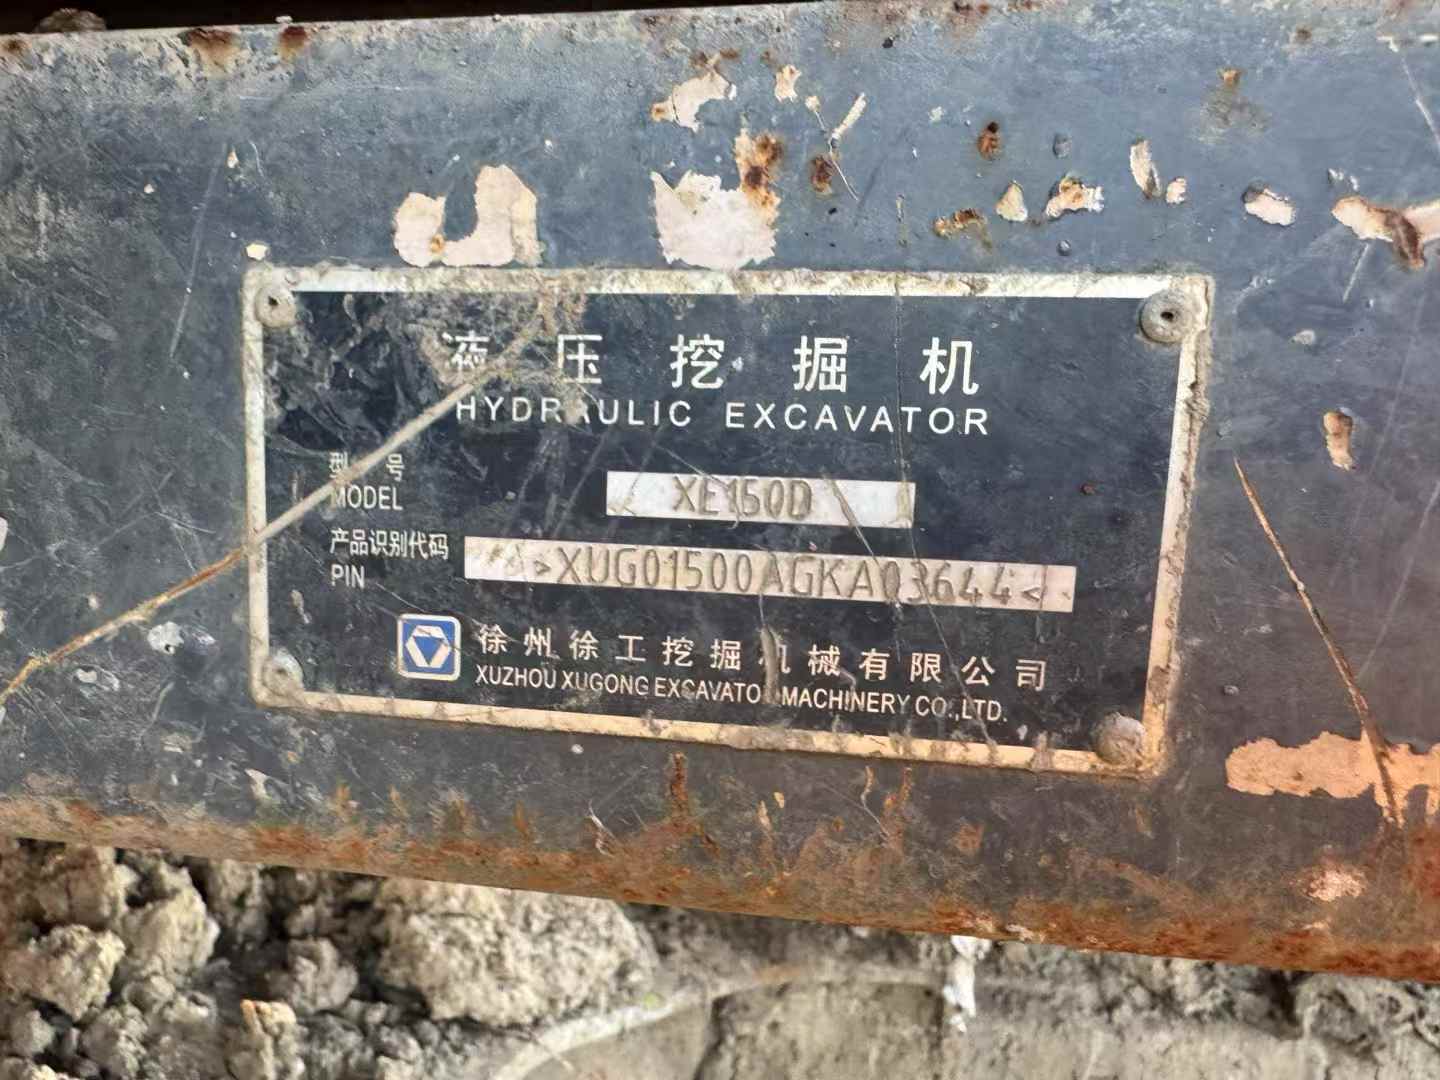 液压挖掘机
HYDRAULIC EXCAVATOR
型号
MODEL XE150D
产品识别代码
PIN >XUG01500AGKA03644<
徐州徐工挖掘机械有限公司
XUZHOU XUGONG EXCAVATOR MACHINERY CO.,LTD.